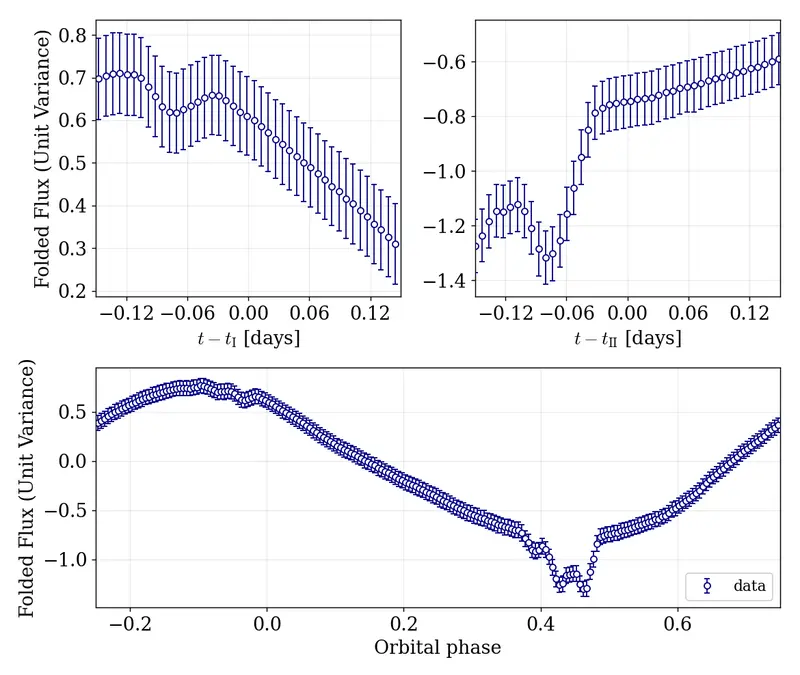 Folded Flux (Unit Variance)
0.8
0.7
0.6
0.5
0.4
0.3
0.2
−0.12 −0.06 0.00 0.06 0.12
t − t_I [days]
−0.6
−0.8
−1.0
−1.2
−1.4
−0.12 −0.06 0.00 0.06 0.12
t − t_II [days]
Folded Flux (Unit Variance)
0.5
0.0
−0.5
−1.0
data
−0.2 0.0 0.2 0.4 0.6
Orbital phase